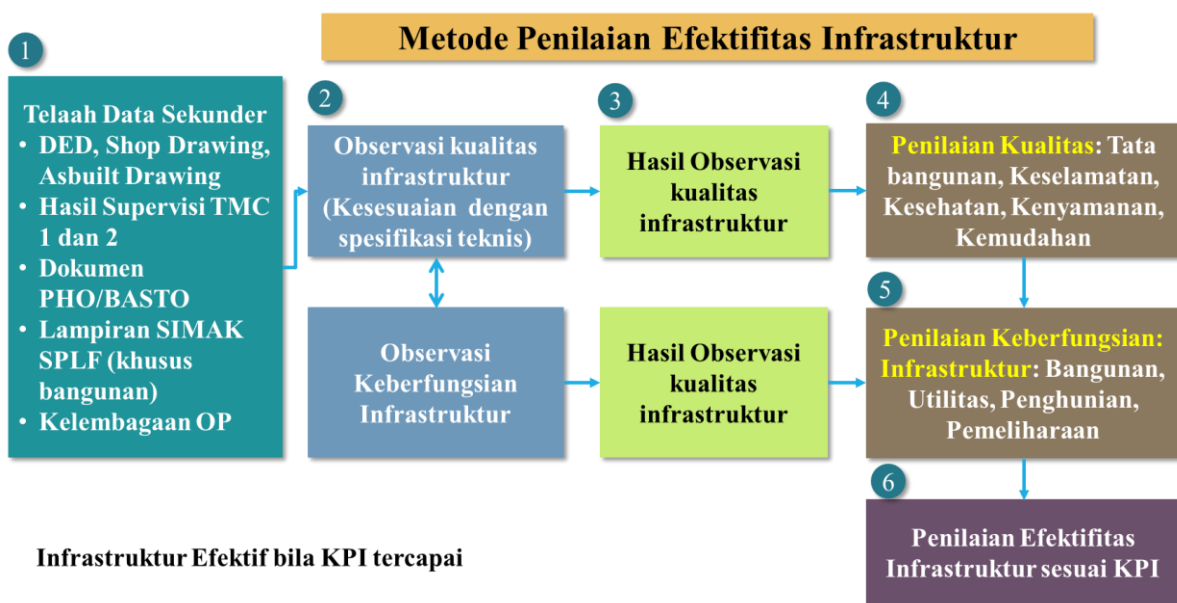 Metode Penilaian Efektifitas Infrastruktur
1
Telaah Data Sekunder
• DED, Shop Drawing,
Asbuilt Drawing
• Hasil Supervisi TMC
1 dan 2
• Dokumen
PHO/BASTO
• Lampiran SIMAK
SPLF (khusus
bangunan)
• Kelembagaan OP
2
Observasi kualitas
infrastruktur
(Kesesuaian dengan
spesifikasi teknis)
Observasi
Keberfungsian
Infrastruktur
3
Hasil Observasi
kualitas
infrastruktur
Hasil Observasi
kualitas
infrastruktur
4
Penilaian Kualitas: Tata
bangunan, Keselamatan,
Kesehatan, Kenyamanan,
Kemudahan
5
Penilaian Keberfungsian:
Infrastruktur: Bangunan,
Utilitas, Penghunian,
Pemeliharaan
6
Penilaian Efektifitas
Infrastruktur sesuai KPI
Infrastruktur Efektif bila KPI tercapai